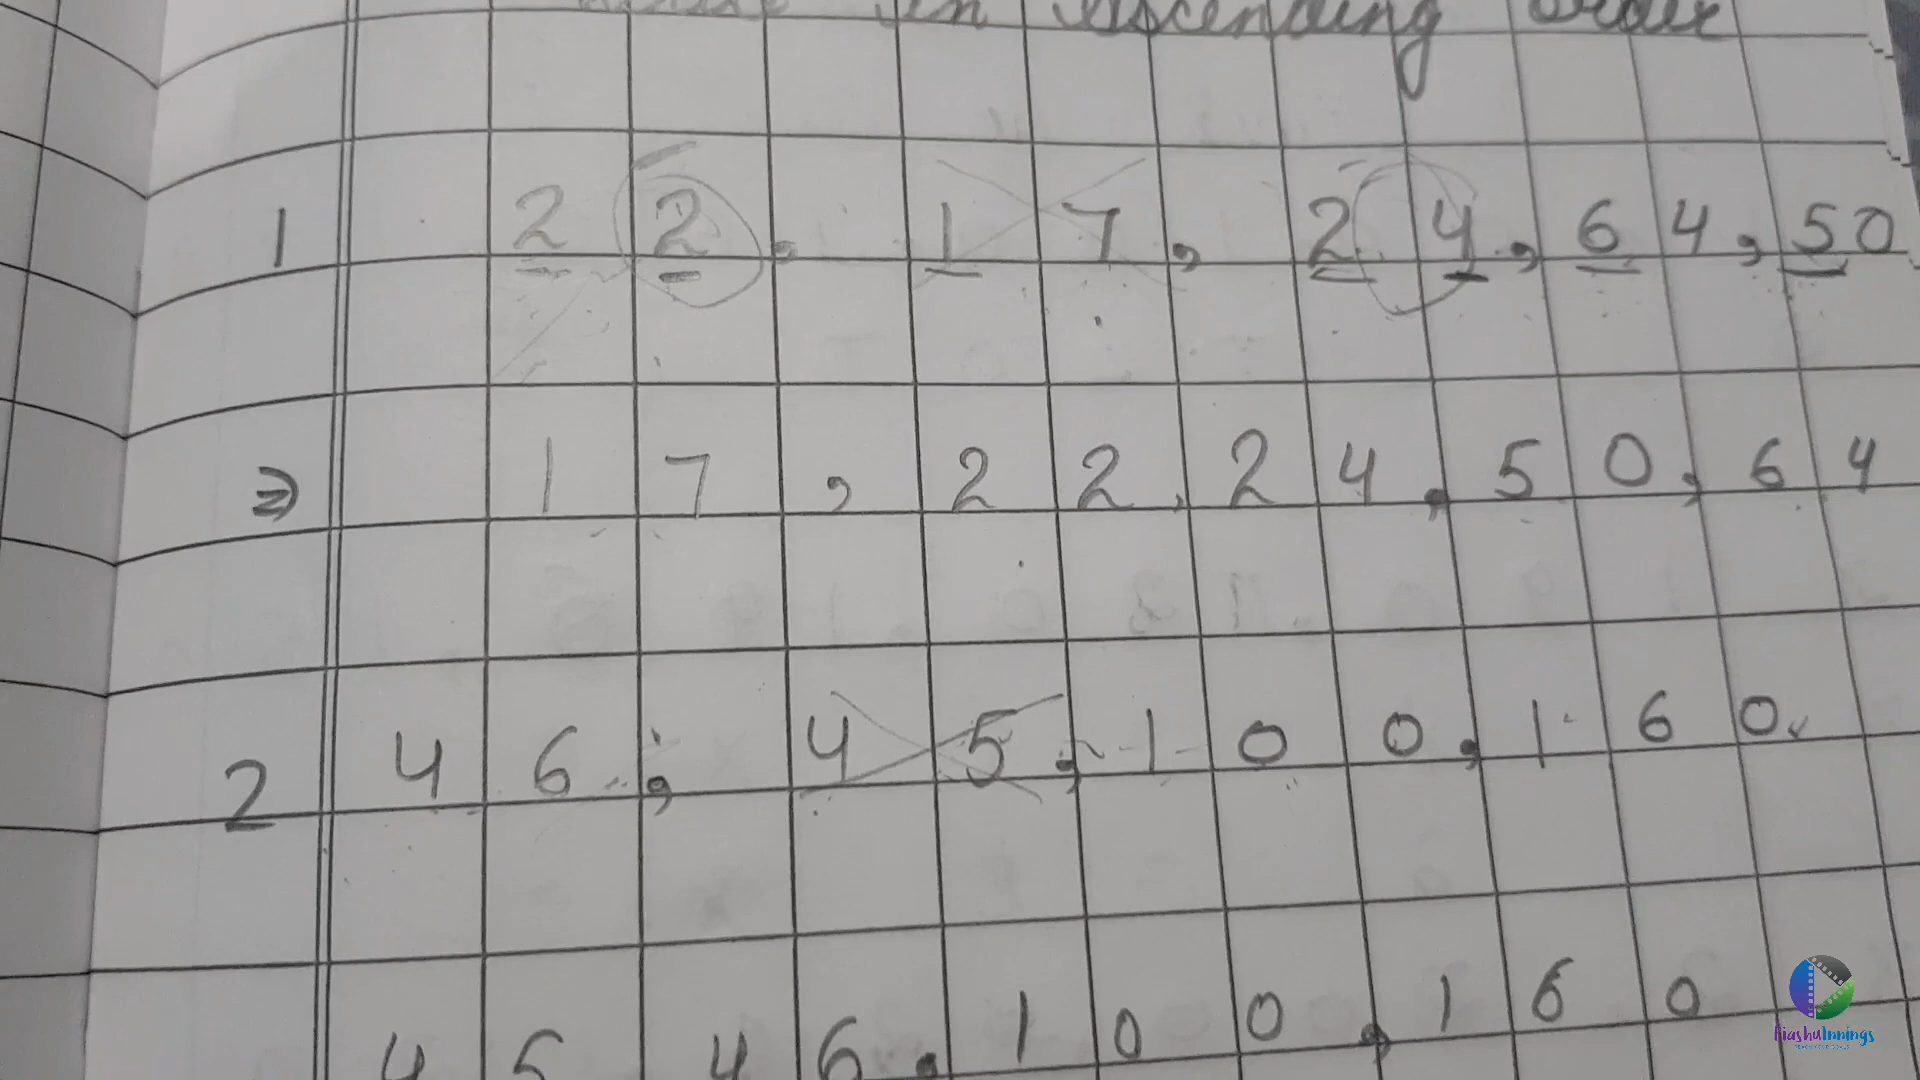 in ascending order
1 22, 17, 24, 64, 50
⇒ 17, 22, 24, 50, 64
2 46, 45, 100, 160.
45 46, 100, 160
PiashuInnings